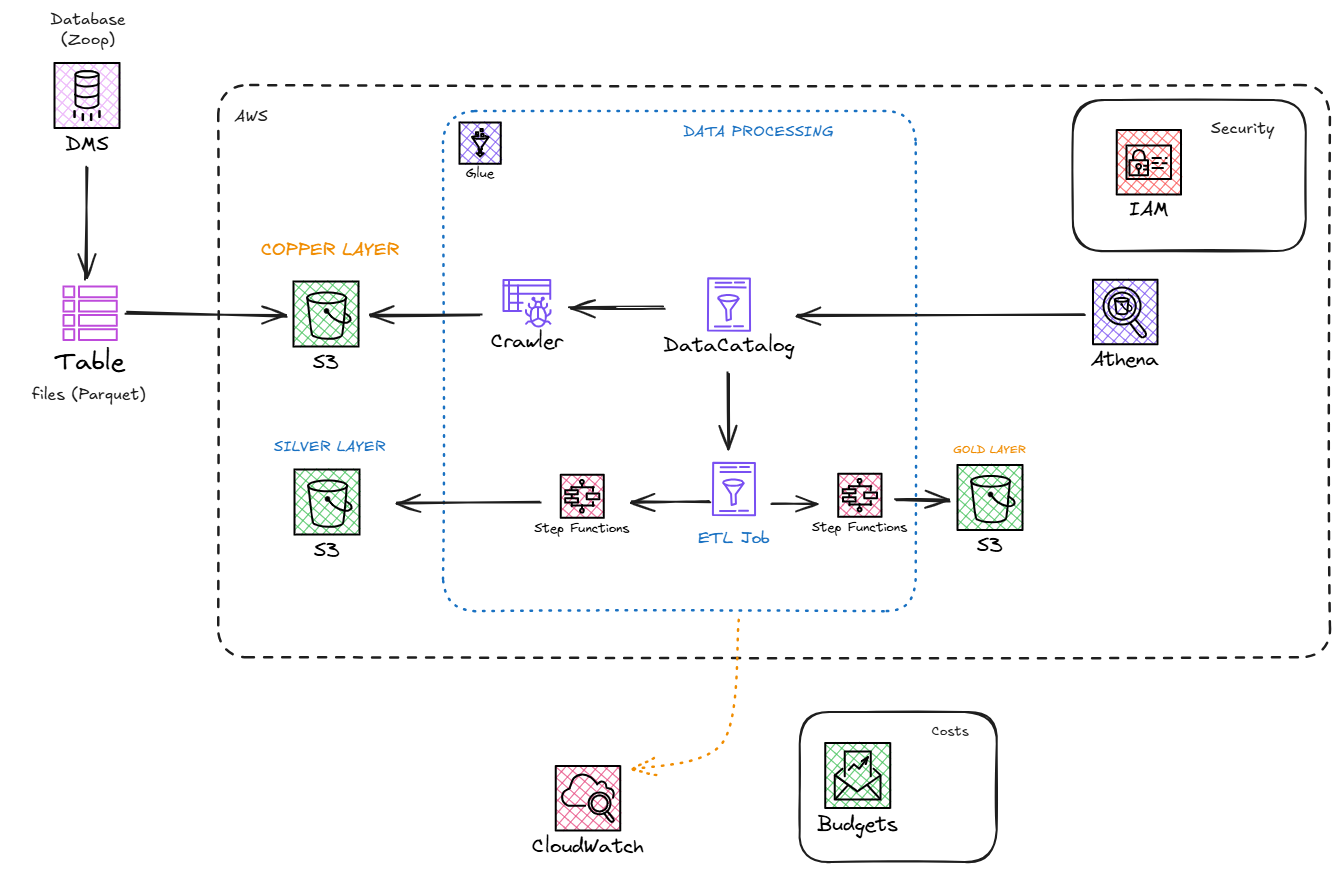 Database
(Zoop)
DMS
AWS
Glue
DATA PROCESSING
Security
IAM
COPPER LAYER
S3
Crawler
DataCatalog
Athena
Table
files (Parquet)
SILVER LAYER
S3
Step Functions
ETL Job
Step Functions
GOLD LAYER
S3
Costs
Budgets
CloudWatch